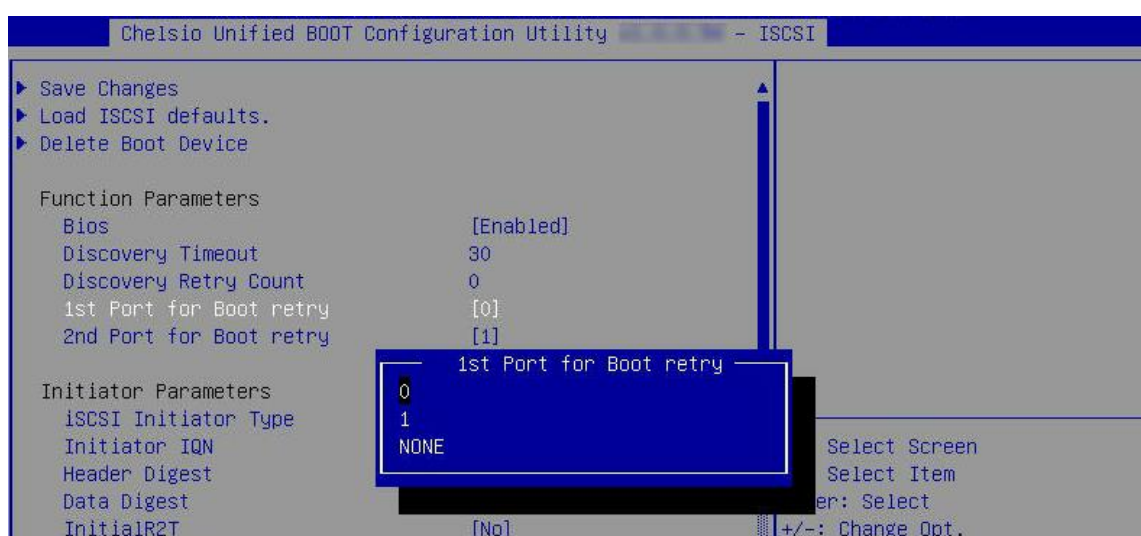 Chelsio Unified BOOT Configuration Utility - ISCSI
Save Changes
Load ISCSI defaults.
Delete Boot Device
Function Parameters
Bios [Enabled]
Discovery Timeout 30
Discovery Retry Count 0
1st Port for Boot retry [0]
2nd Port for Boot retry [1]
1st Port for Boot retry
0
1
NONE
Initiator Parameters
iSCSI Initiator Type
Initiator IQN
Header Digest
Data Digest
InitialR2T [No]
Select Screen
Select Item
er: Select
+/-: Change Opt.